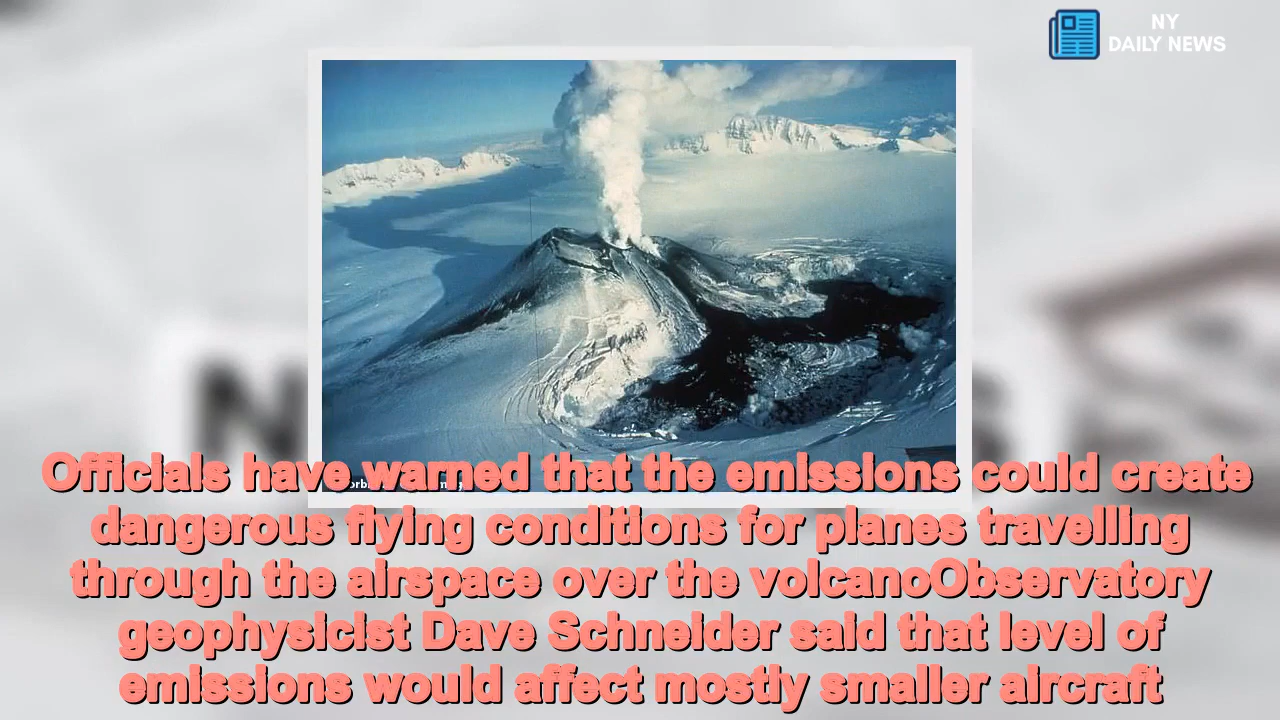 NY
DAILY NEWS
Officials have warned that the emissions could create
dangerous flying conditions for planes travelling
through the airspace over the volcanoObservatory
geophysicist Dave Schneider said that level of
emissions would affect mostly smaller aircraft